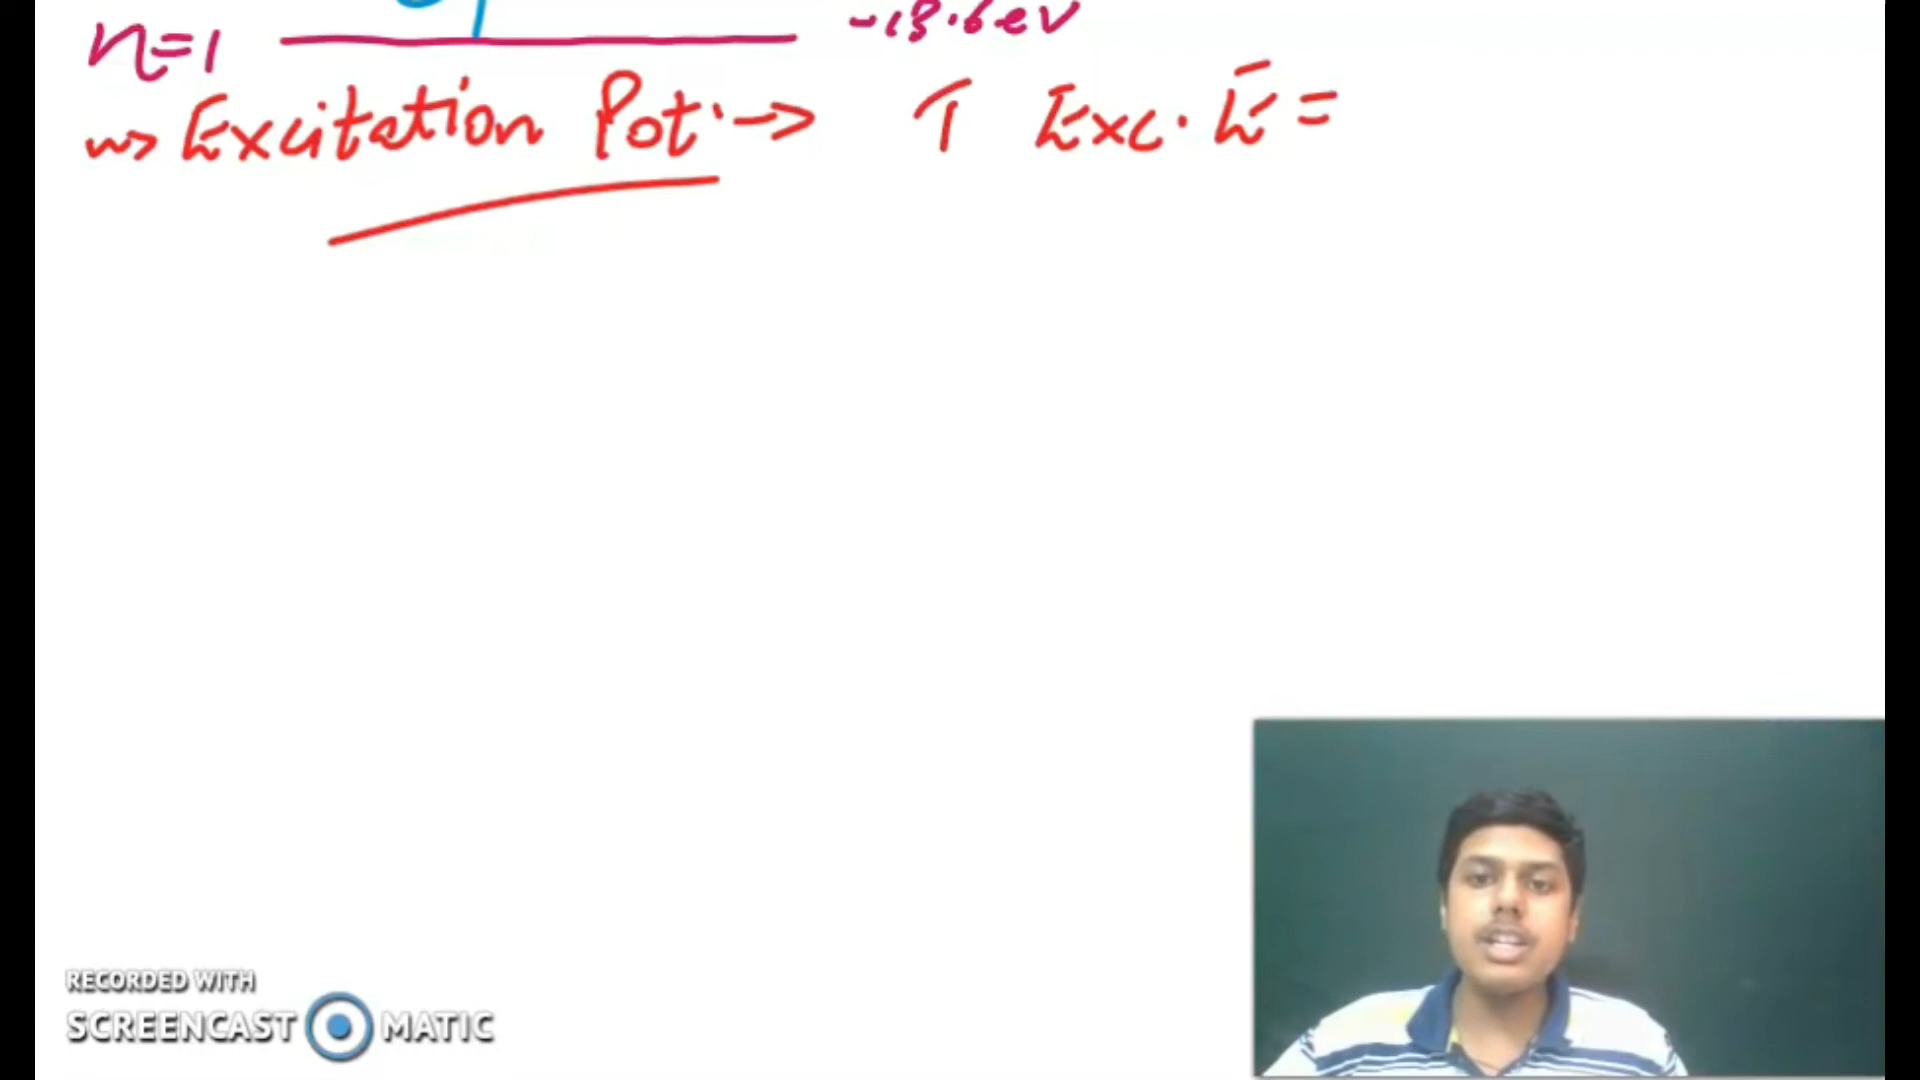 n=1 -13.6ev
Excitation Pot. → I Exc. E =
RECORDED WITH
SCREENCAST MATIC